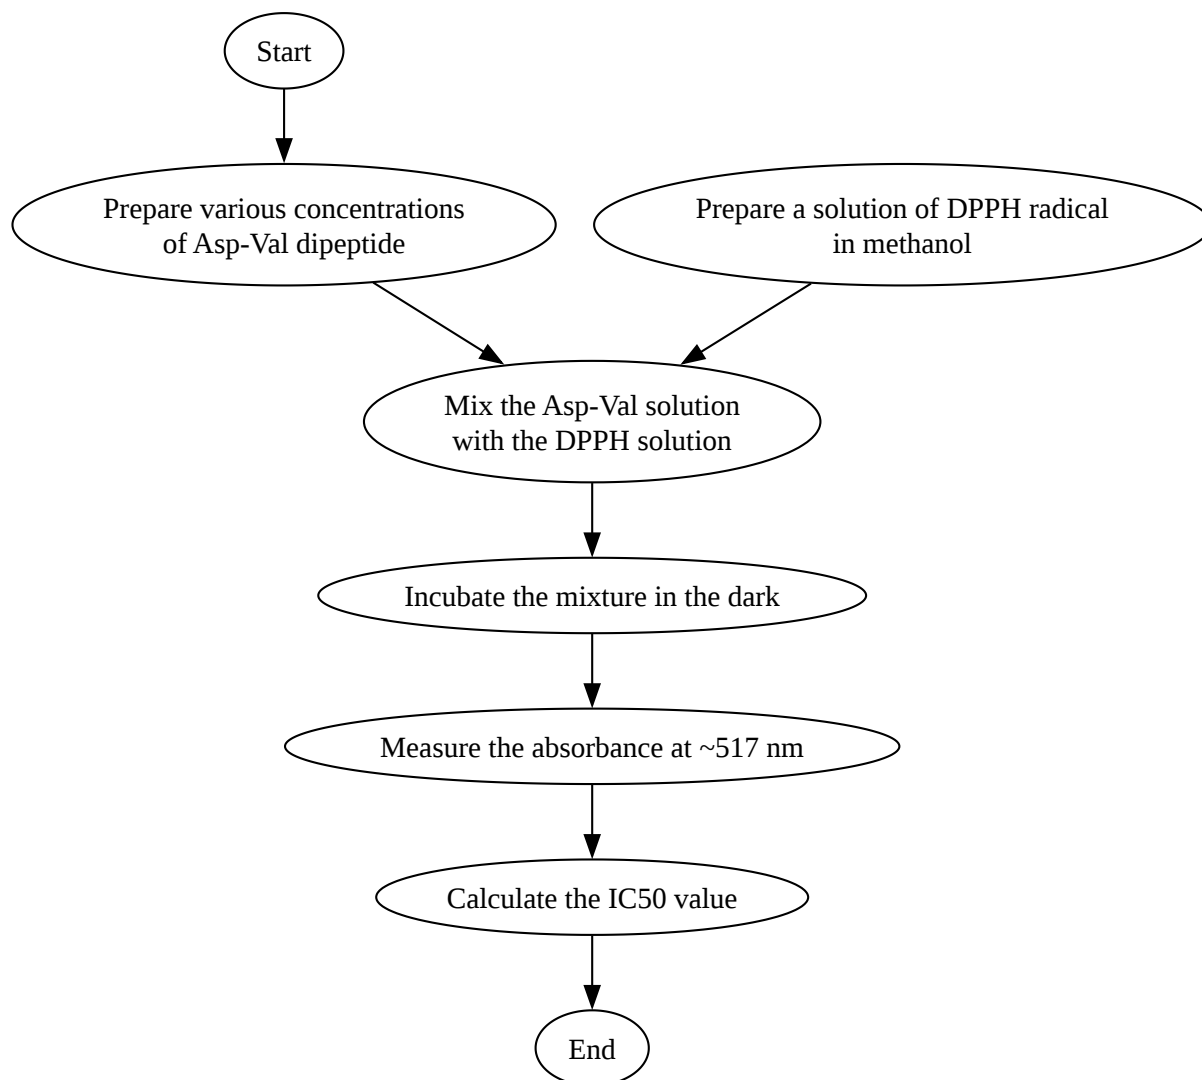 Start
Prepare various concentrations
of Asp-Val dipeptide
Prepare a solution of DPPH radical
in methanol
Mix the Asp-Val solution
with the DPPH solution
Incubate the mixture in the dark
Measure the absorbance at ~517 nm
Calculate the IC50 value
End